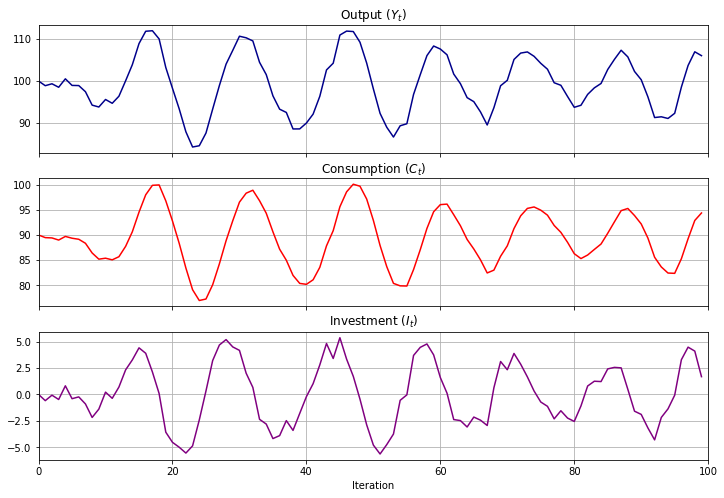 Output (Y_t)
110
100
90
Consumption (C_t)
100
95
90
85
80
Investment (I_t)
5.0
2.5
0.0
−2.5
−5.0
0 20 40 60 80 100
Iteration